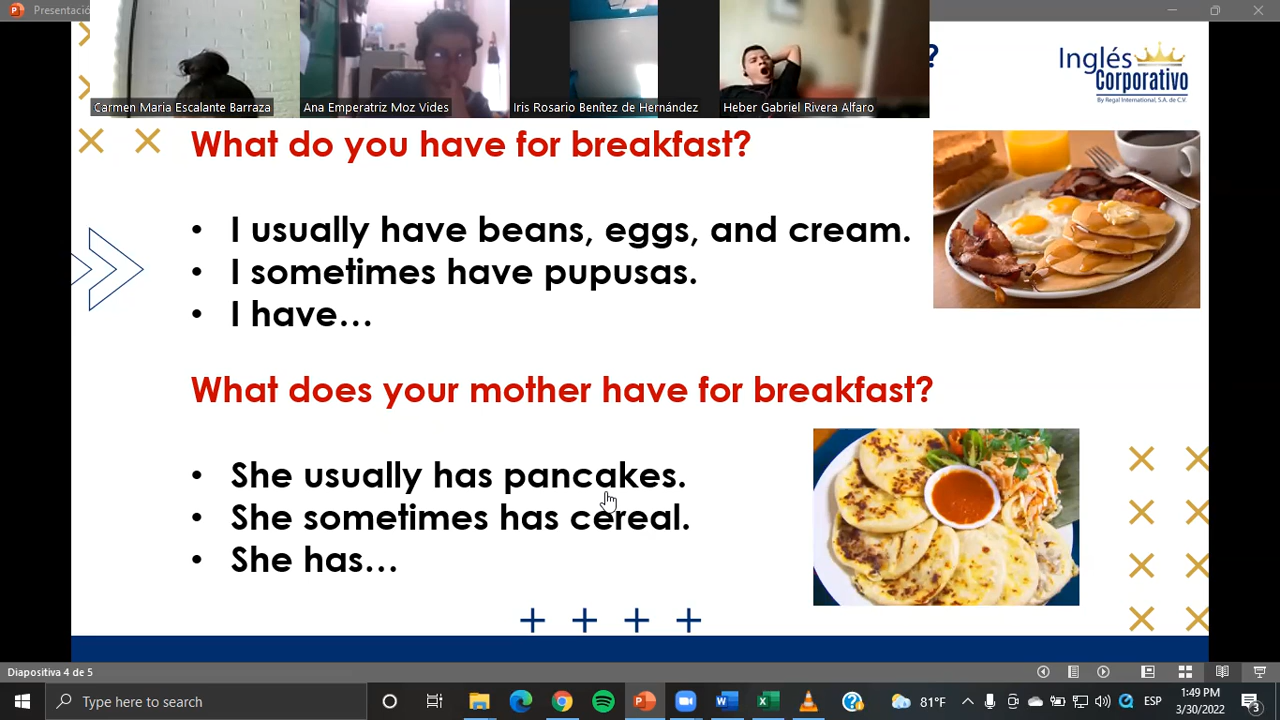 Presentació
?
Inglés
Corporativo
By Regal International, S.A. de C.V.
Carmen Maria Escalante Barraza
Ana Emperatriz Moz Vides
Iris Rosario Benítez de Hernández
Heber Gabriel Rivera Alfaro
What do you have for breakfast?
• I usually have beans, eggs, and cream.
• I sometimes have pupusas.
• I have…
What does your mother have for breakfast?
• She usually has pancakes.
• She sometimes has cereal.
• She has…
Diapositiva 4 de 5
Type here to search
81°F
ESP
1:49 PM
3/30/2022
3